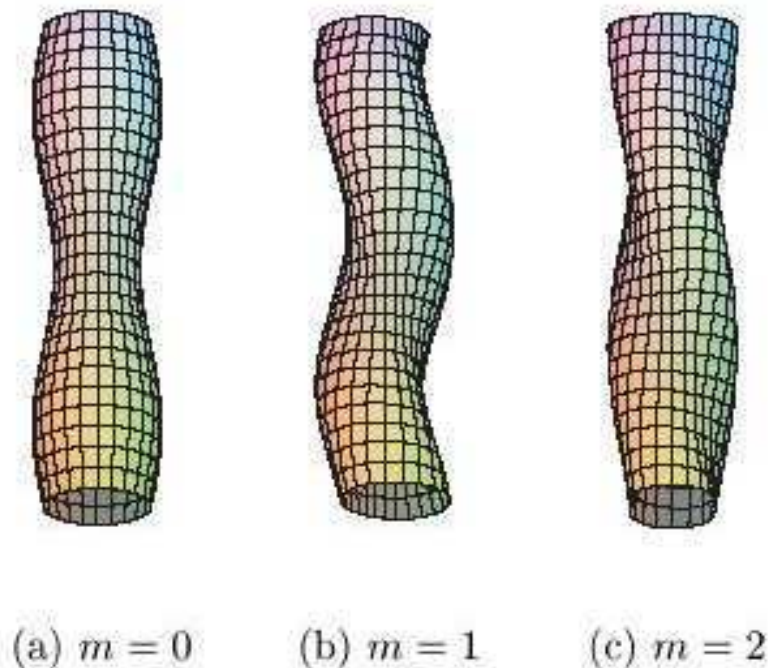 (a) m = 0 (b) m = 1 (c) m = 2